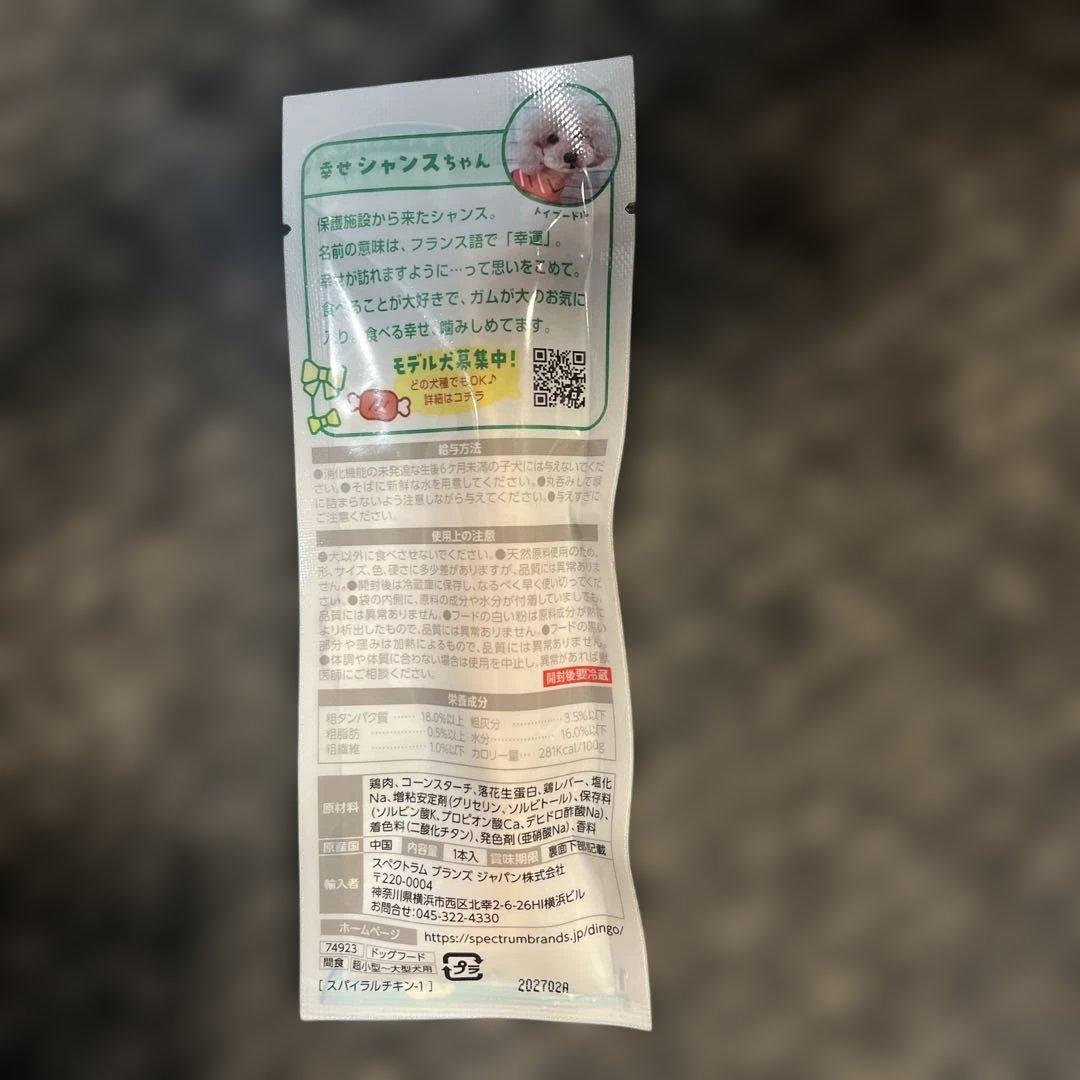 幸せシャンスちゃん
トイプードル
保護施設から来たシャンス。
名前の意味は、フランス語で「幸運」。
幸せが訪れますように…って思いをこめて。
食べることが大好きで、ガムが大のお気に
入り。食べる幸せ、噛みしめてます。
モデル犬募集中!
どの犬種でもOK♪
詳細はコチラ
給与方法
●消化機能の未発達な生後6ケ月未満の子犬には与えないでくだ
さい。●そばに新鮮な水を用意してください。●丸呑みして喉
に詰まらないよう注意しながら与えてください。●与えすぎに
ご注意ください。
使用上の注意
●犬以外に食べさせないでください。●天然原料使用のため、
形、サイズ、色、硬さに多少差がありますが、品質には異常ありま
せん。●開封後は冷蔵庫に保存し、なるべく早く使い切ってくだ
さい。●袋の内側に、原料の成分や水分が付着していましても、
品質には異常ありません。●フードの白い粉は原料成分が熱に
より析出したもので、品質には異常ありません。●フードの黒い
部分や窪みは加熱によるもので、品質には異常ありません。
●体調や体質に合わない場合は使用を中止し、異常があれば獣
医師にご相談ください。
開封後要冷蔵
栄養成分
粗タンパク質 …… 18.0%以上 粗灰分 ………… 3.5%以下
粗脂肪 ………… 0.5%以上 水分 ………… 16.0%以下
粗繊維 ………… 1.0%以下 カロリー量… 281Kcal/100g
原材料
鶏肉、コーンスターチ、落花生蛋白、鶏レバー、塩化
Na、増粘安定剤(グリセリン、ソルビトール)、保存料
(ソルビン酸K、プロピオン酸Ca、デヒドロ酢酸Na)、
着色料(二酸化チタン)、発色剤(亜硝酸Na)、香料
原産国 中国 内容量 1本入 賞味期限 裏面下部記載
輸入者
スペクトラム ブランズ ジャパン株式会社
〒220-0004
神奈川県横浜市西区北幸2-6-26HI横浜ビル
お問合せ:045-322-4330
ホームページ https://spectrumbrands.jp/dingo/
74923 ドッグフード
間食 超小型~大型犬用
プラ
[ スパイラルチキン-1 ]
202702A